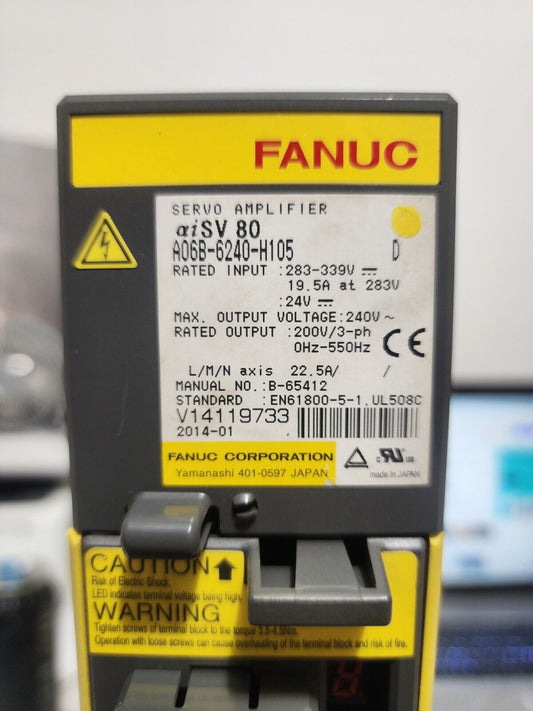 FANUC
SERVO AMPLIFIER
αiSV 80
A06B-6240-H105 D
RATED INPUT :283-339V ⎓
19.5A at 283V
:24V ⎓
MAX. OUTPUT VOLTAGE:240V ~
RATED OUTPUT :200V/3-ph
0Hz-550Hz CE
L/M/N axis 22.5A/ /
MANUAL NO.:B-65412
STANDARD :EN61800-5-1.UL508C
V14119733
2014-01
FANUC CORPORATION
Yamanashi 401-0597 JAPAN
c US
made in JAPAN
CAUTION
Risk of Electric Shock.
LED indicates terminal voltage being high.
WARNING
Tighten screws of terminal block to the torque 3.5-4.5Nm.
Operation with loose screws can cause overheating of the terminal block and risk of fire.